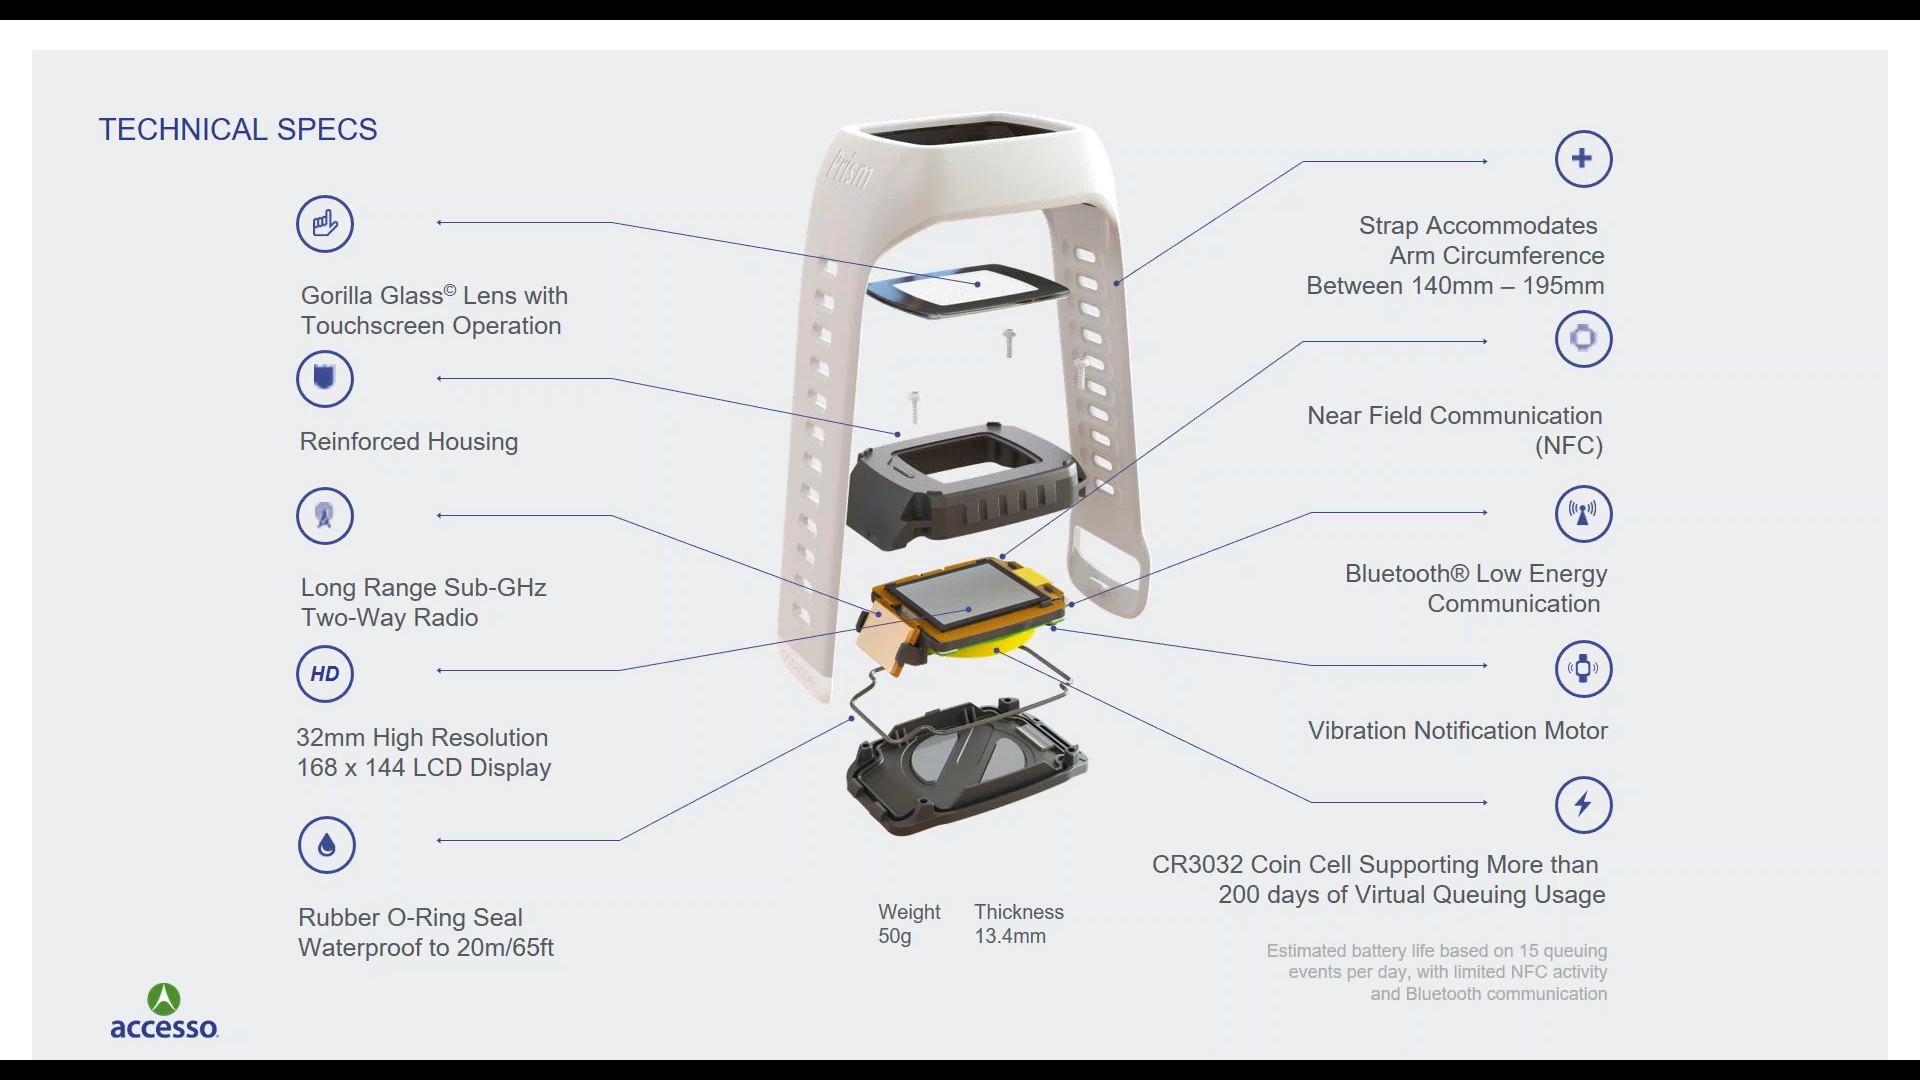 TECHNICAL SPECS
Prism
Gorilla Glass© Lens with
Touchscreen Operation
Reinforced Housing
Long Range Sub-GHz
Two-Way Radio
HD
32mm High Resolution
168 x 144 LCD Display
Rubber O-Ring Seal
Waterproof to 20m/65ft
accesso
Weight
50g
Thickness
13.4mm
Strap Accommodates
Arm Circumference
Between 140mm – 195mm
Near Field Communication
(NFC)
Bluetooth® Low Energy
Communication
Vibration Notification Motor
CR3032 Coin Cell Supporting More than
200 days of Virtual Queuing Usage
Estimated battery life based on 15 queuing
events per day, with limited NFC activity
and Bluetooth communication